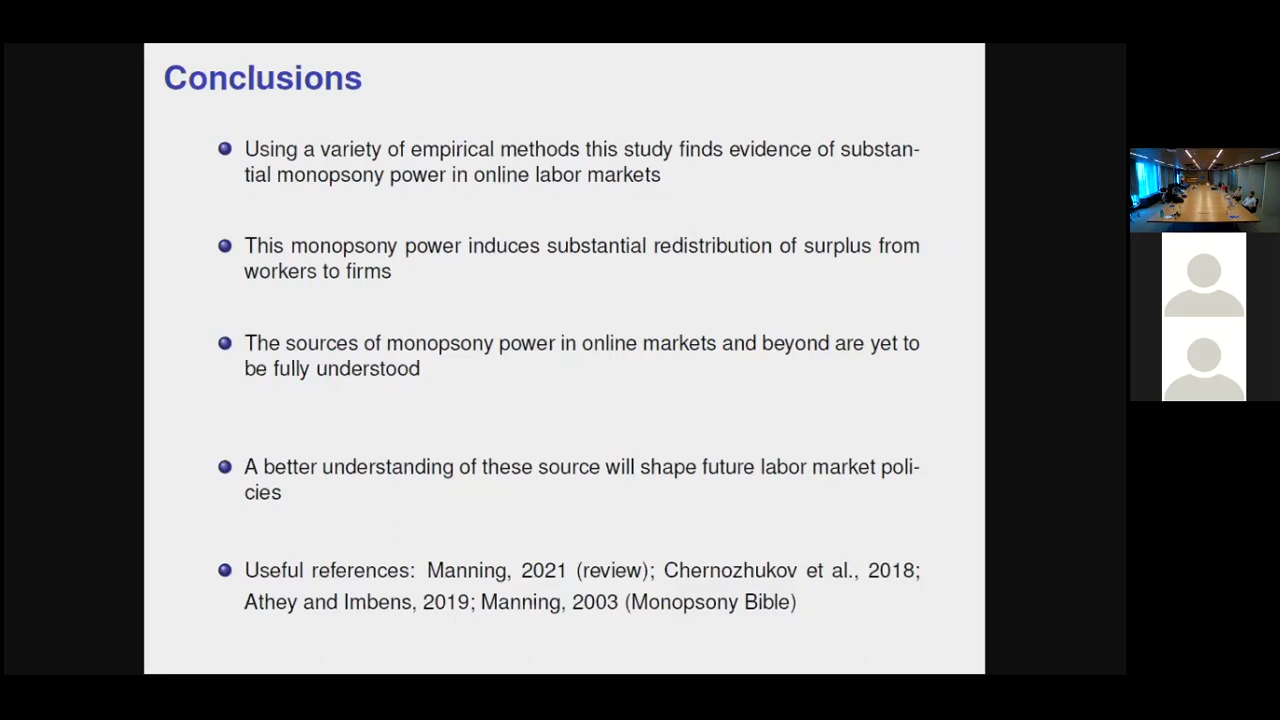 Conclusions
Using a variety of empirical methods this study finds evidence of substan-
tial monopsony power in online labor markets
This monopsony power induces substantial redistribution of surplus from
workers to firms
The sources of monopsony power in online markets and beyond are yet to
be fully understood
A better understanding of these source will shape future labor market poli-
cies
Useful references: Manning, 2021 (review); Chernozhukov et al., 2018;
Athey and Imbens, 2019; Manning, 2003 (Monopsony Bible)